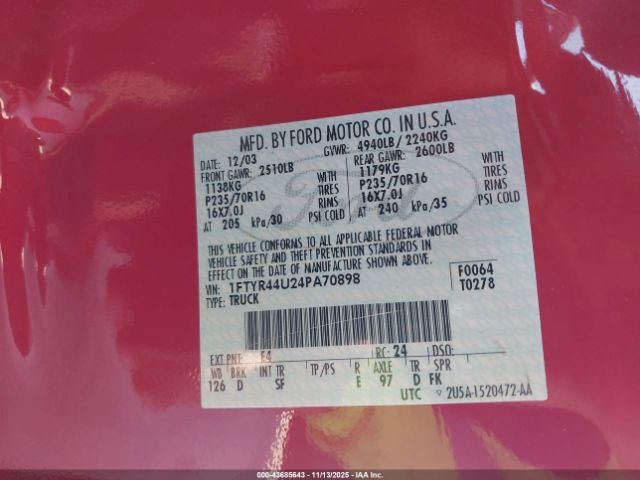 MFD. BY FORD MOTOR CO. IN U.S.A.
DATE: 12/03 GVWR: 4940LB/ 2240KG
FRONT GAWR: 2510LB REAR GAWR: 2600LB
1138KG WITH 1179KG WITH
P235/70R16 TIRES P235/70R16 TIRES
16X7.0J RIMS 16X7.0J RIMS
AT 205 kPa/30 PSI COLD AT 240 kPa/35 PSI COLD
Ford
THIS VEHICLE CONFORMS TO ALL APPLICABLE FEDERAL MOTOR
VEHICLE SAFETY AND THEFT PREVENTION STANDARDS IN
EFFECT ON THE DATE OF MANUFACTURE SHOWN ABOVE.
VIN: 1FTYR44U24PA70898 F0064
TYPE: TRUCK T0278
EXT PNT: E4 RC: 24 DSO:
WB BRK INT TR TP/PS R AXLE TR SPR
126 D SF E 97 D FK
UTC ▽ 2U5A-1520472-AA
©43685643 - 11/13/2025 - IAAI.com